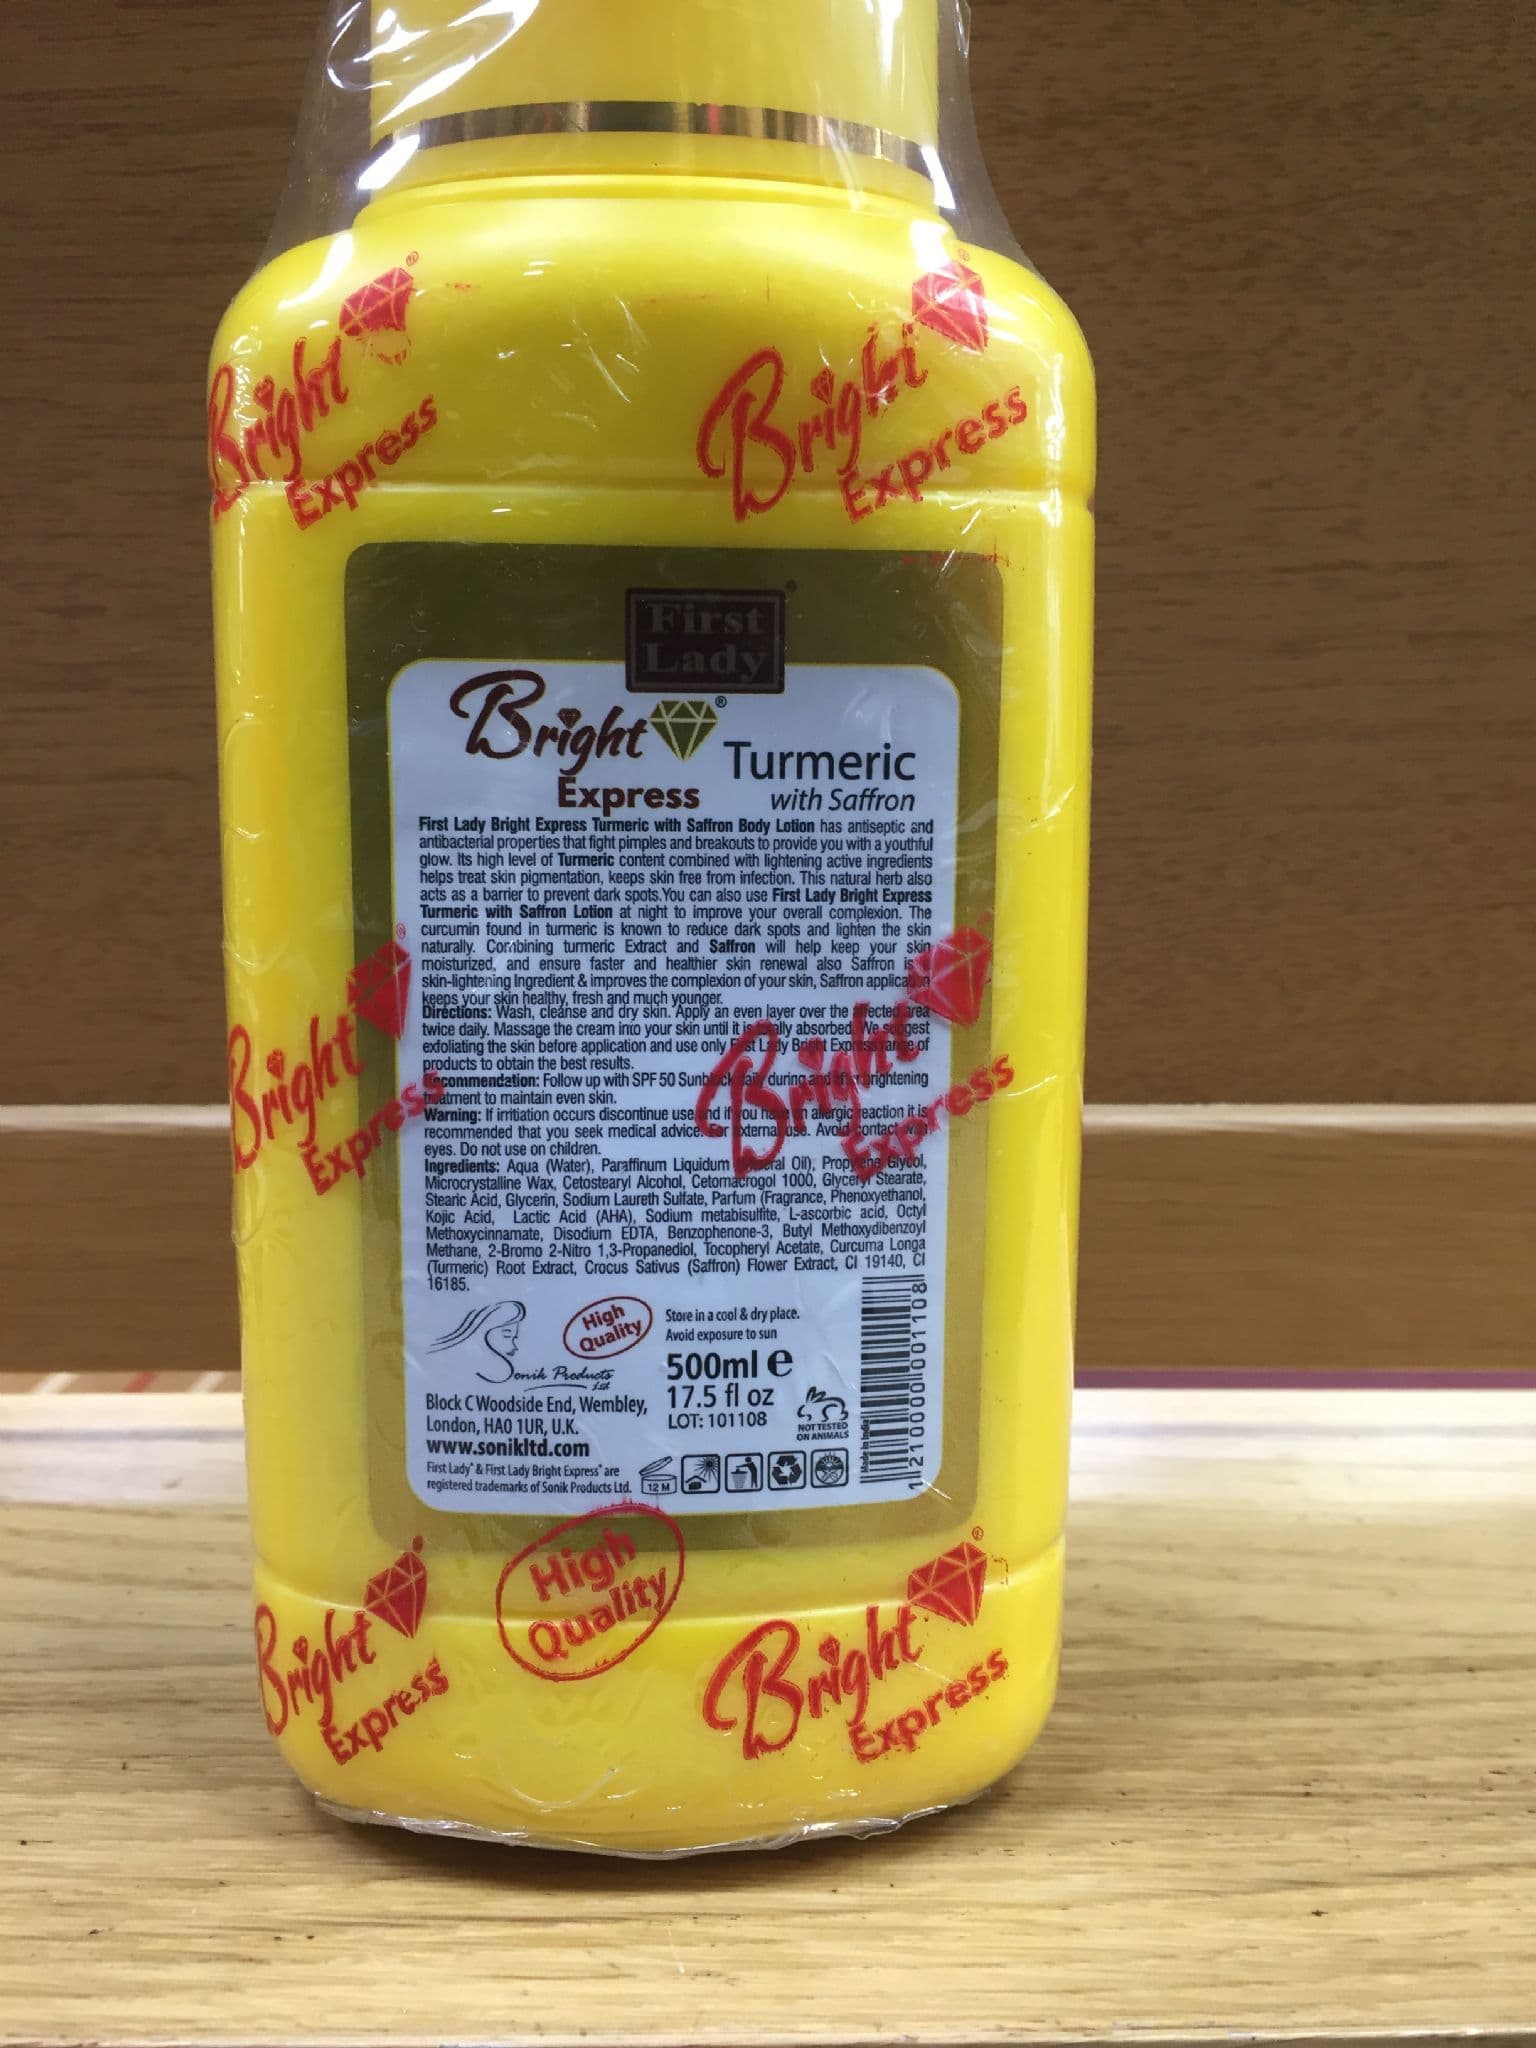 Bright
Express
Bright
Express
First
Lady
Bright
Express
Turmeric
with Saffron
First Lady Bright Express Turmeric with Saffron Body Lotion has antiseptic and
antibacterial properties that fight pimples and breakouts to provide you with a youthful
glow. Its high level of Turmeric content combined with lightening active ingredients
helps treat skin pigmentation, keeps skin free from infection. This natural herb also
acts as a barrier to prevent dark spots.You can also use First Lady Bright Express
Turmeric with Saffron Lotion at night to improve your overall complexion. The
curcumin found in turmeric is known to reduce dark spots and lighten the skin
naturally. Combining turmeric Extract and Saffron will help keep your skin
moisturized, and ensure faster and healthier skin renewal also Saffron is
skin-lightening Ingredient & improves the complexion of your skin, Saffron application
keeps your skin healthy, fresh and much younger.
Directions: Wash, cleanse and dry skin. Apply an even layer over the affected area
twice daily. Massage the cream into your skin until it is totally absorbed. We suggest
exfoliating the skin before application and use only First Lady Bright Express range of
products to obtain the best results.
Recommendation: Follow up with SPF 50 Sunblock daily during and after brightening
treatment to maintain even skin.
Warning: If irritiation occurs discontinue use and if you have an allergic reaction it is
recommended that you seek medical advice. For external use. Avoid contact with
eyes. Do not use on children.
Ingredients: Aqua (Water), Paraffinum Liquidum (Mineral Oil), Propylene Glycol,
Microcrystalline Wax, Cetostearyl Alcohol, Cetomacrogol 1000, Glyceryl Stearate,
Stearic Acid, Glycerin, Sodium Laureth Sulfate, Parfum (Fragrance, Phenoxyethanol,
Kojic Acid, Lactic Acid (AHA), Sodium metabisulfite, L-ascorbic acid, Octyl
Methoxycinnamate, Disodium EDTA, Benzophenone-3, Butyl Methoxydibenzoyl
Methane, 2-Bromo 2-Nitro 1,3-Propanediol, Tocopheryl Acetate, Curcuma Longa
(Turmeric) Root Extract, Crocus Sativus (Saffron) Flower Extract, CI 19140, CI
16185.
Sonik Products
Ltd
High
Quality
Store in a cool & dry place.
Avoid exposure to sun
500ml e
17.5 fl oz
LOT: 101108
Block C Woodside End, Wembley,
London, HA0 1UR, U.K.
www.sonikltd.com
First Lady® & First Lady Bright Express® are
registered trademarks of Sonik Products Ltd.
12 M
NOT TESTED
ON ANIMALS
Made in India
1210000001108
Bright
Express
Bright
Express
High
Quality
Bright
Express
Bright
Express